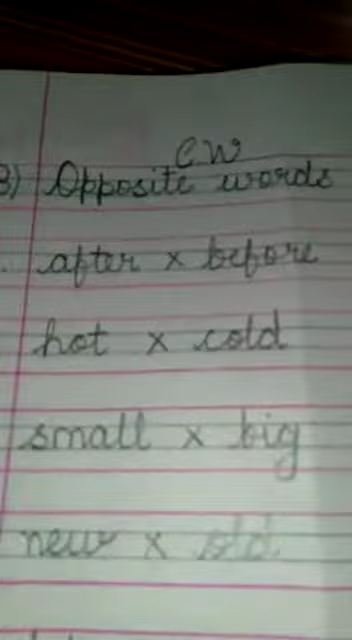 CW
3) Opposite words
after x before
hot x cold
small x big
new x old